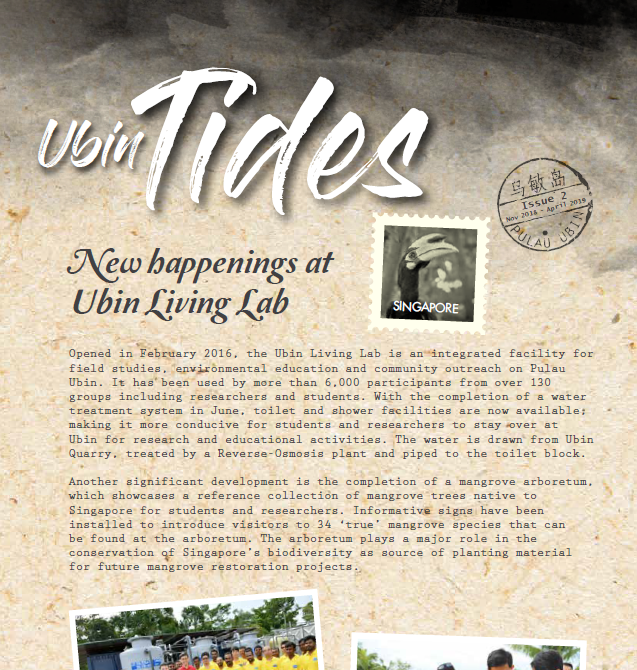 Ubin Tides
乌敏岛
Issue 2
Nov 2018 - April 2019
PULAU UBIN
New happenings at
Ubin Living Lab
SINGAPORE
Opened in February 2016, the Ubin Living Lab is an integrated facility for
field studies, environmental education and community outreach on Pulau
Ubin. It has been used by more than 6,000 participants from over 130
groups including researchers and students. With the completion of a water
treatment system in June, toilet and shower facilities are now available;
making it more conducive for students and researchers to stay over at
Ubin for research and educational activities. The water is drawn from Ubin
Quarry, treated by a Reverse-Osmosis plant and piped to the toilet block.
Another significant development is the completion of a mangrove arboretum,
which showcases a reference collection of mangrove trees native to
Singapore for students and researchers. Informative signs have been
installed to introduce visitors to 34 ‘true’ mangrove species that can
be found at the arboretum. The arboretum plays a major role in the
conservation of Singapore’s biodiversity as source of planting material
for future mangrove restoration projects.